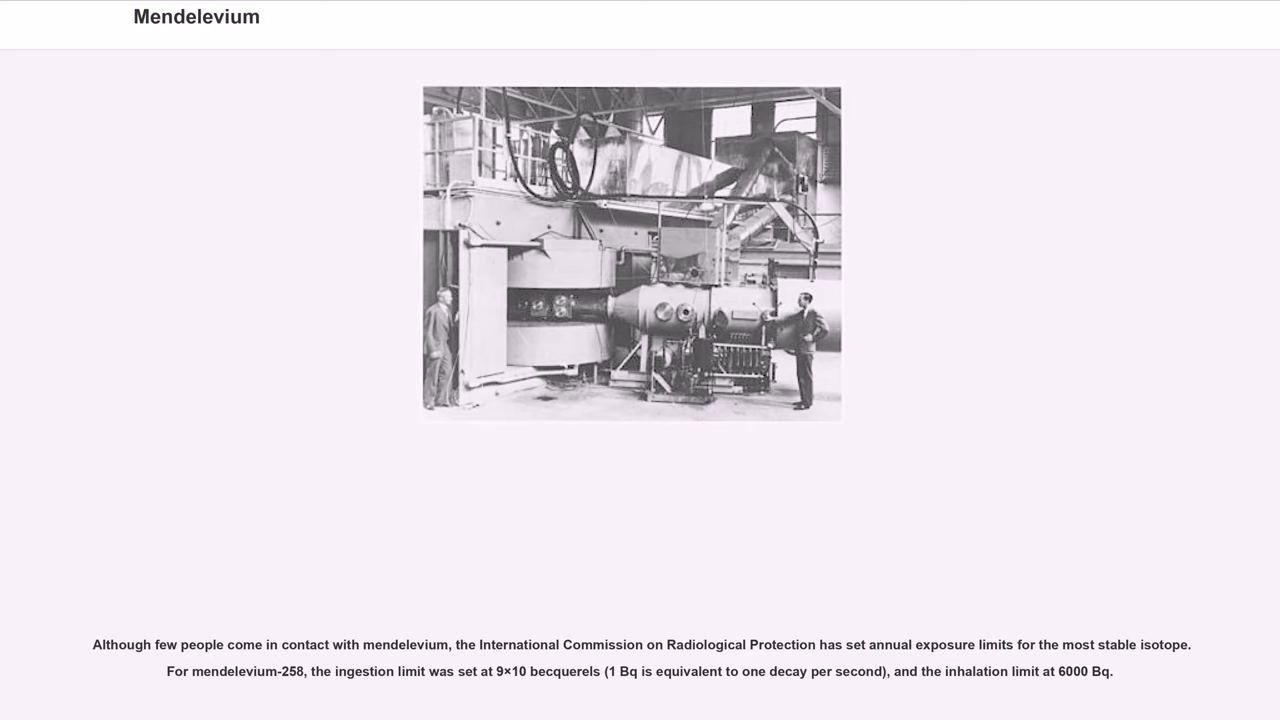 Mendelevium
Although few people come in contact with mendelevium, the International Commission on Radiological Protection has set annual exposure limits for the most stable isotope.
For mendelevium-258, the ingestion limit was set at 9×10 becquerels (1 Bq is equivalent to one decay per second), and the inhalation limit at 6000 Bq.